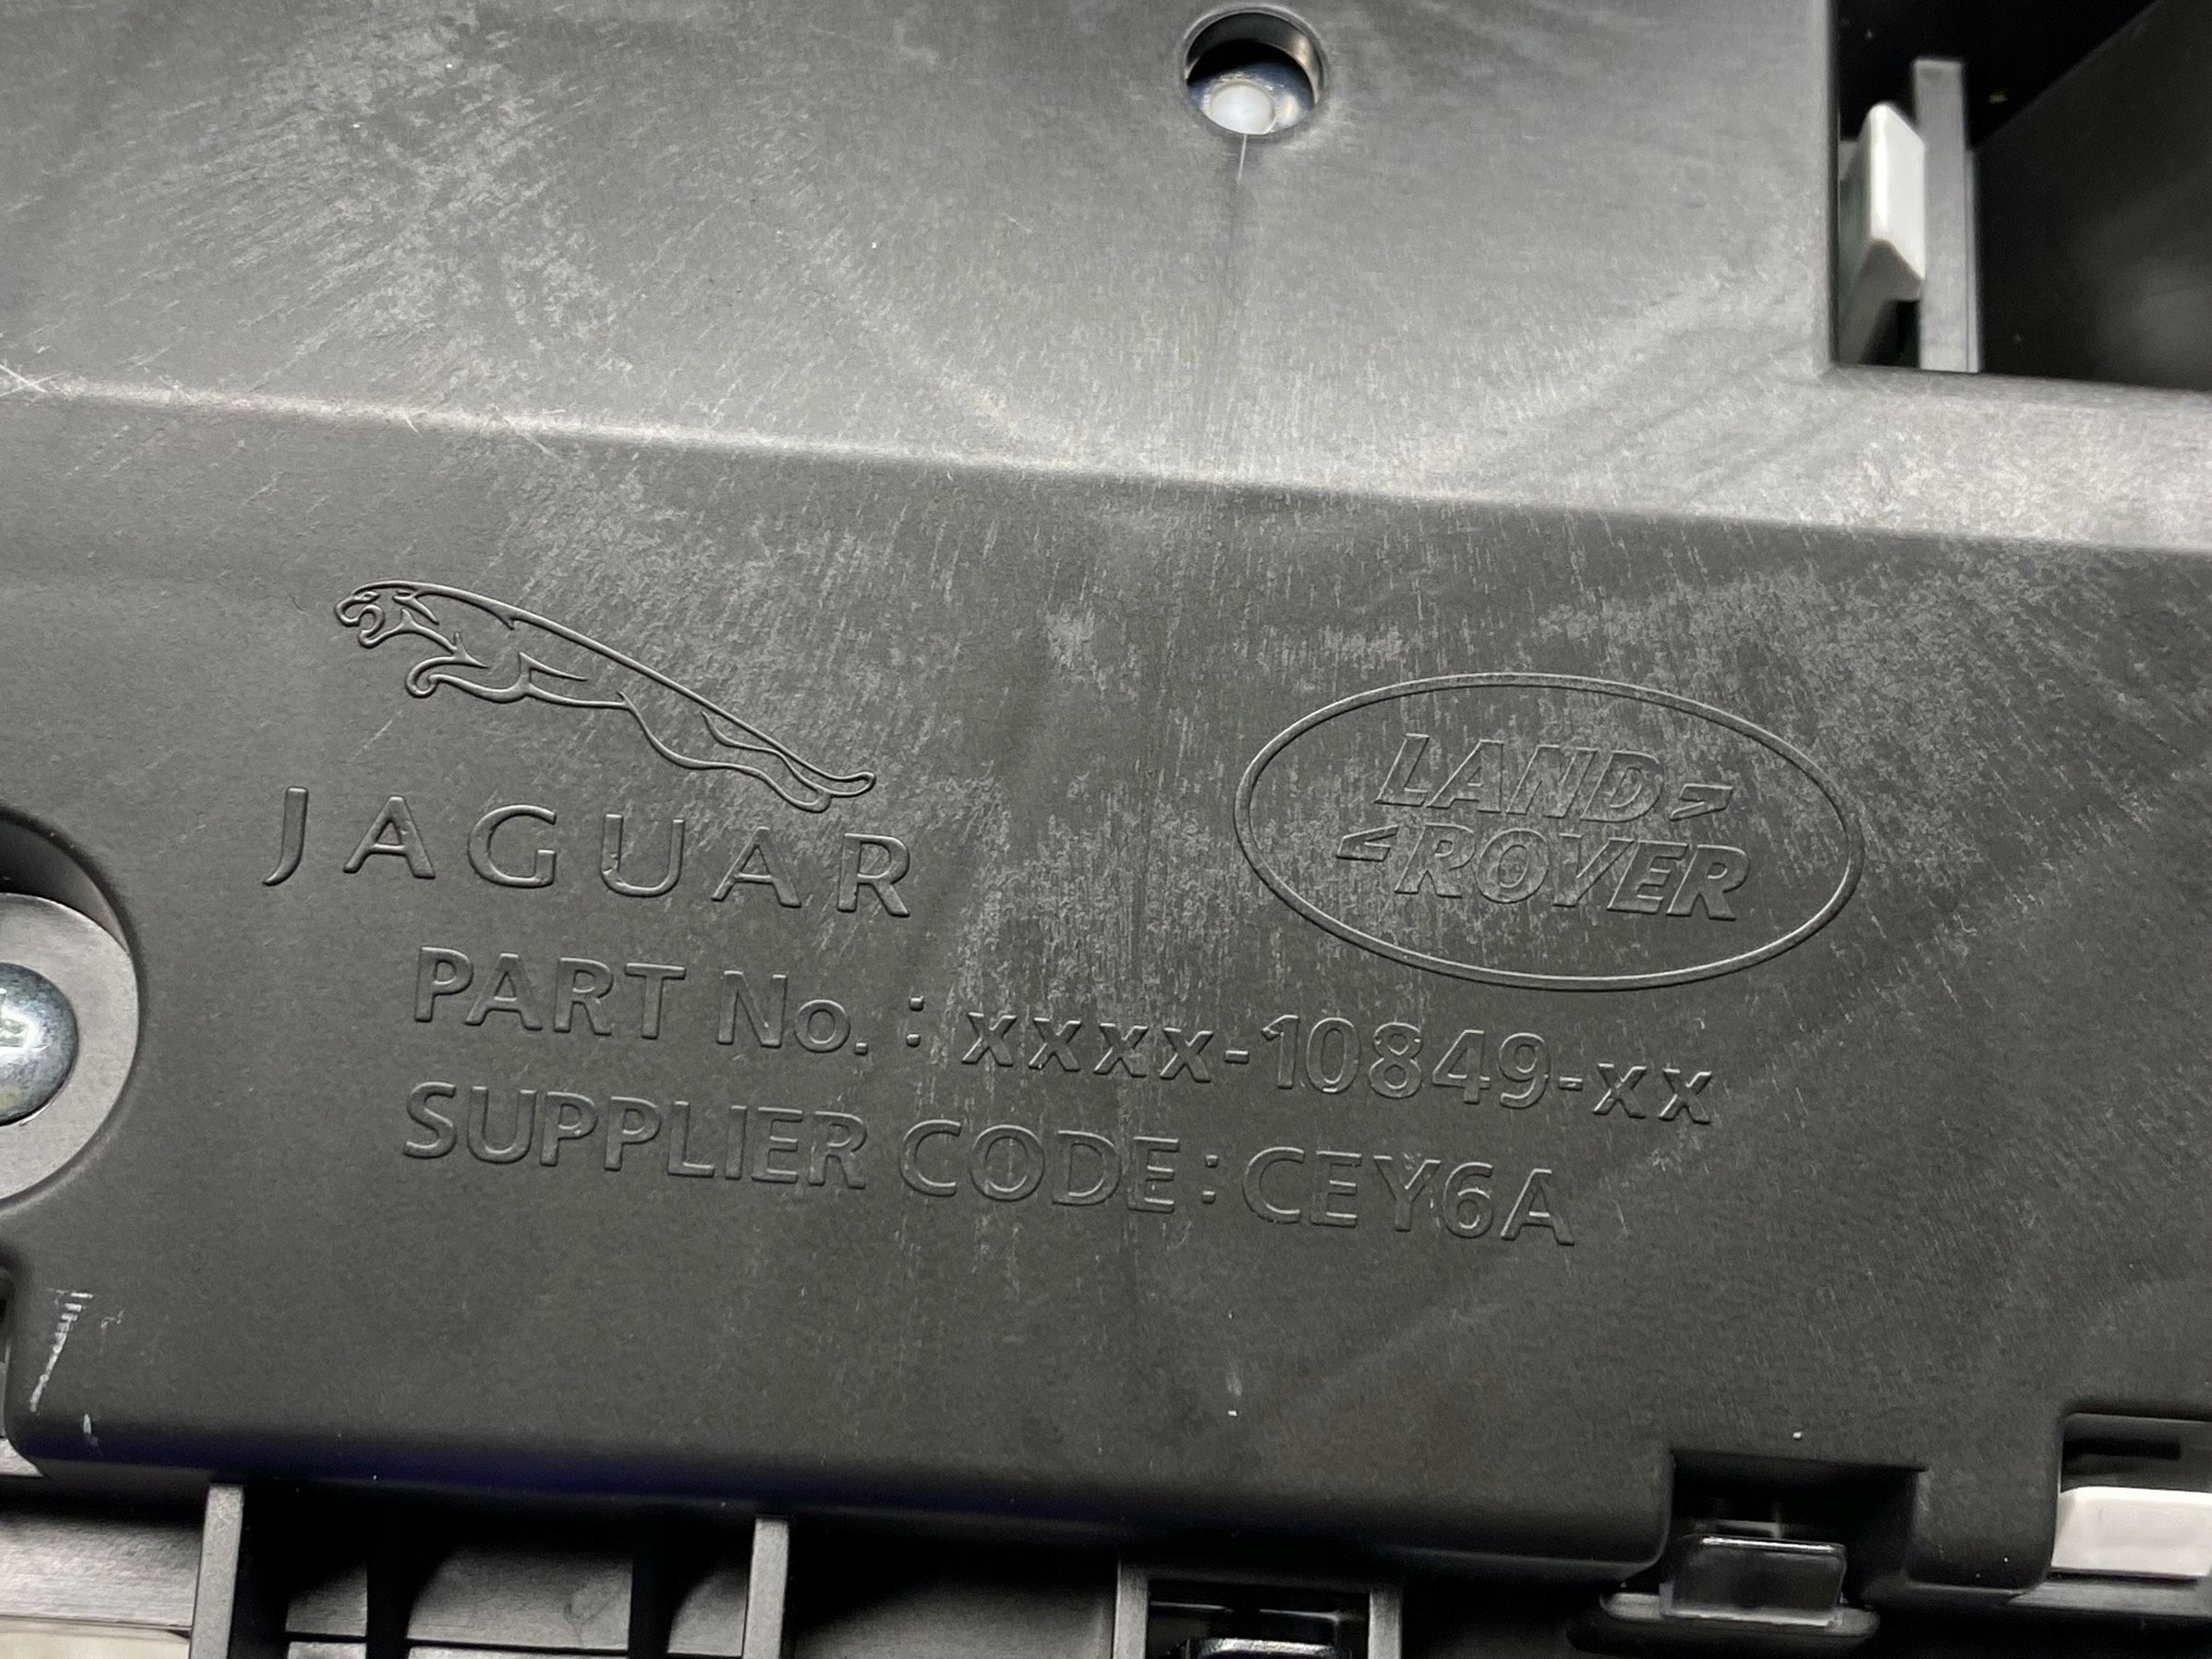 JAGUAR
LAND
ROVER
PART No. : xxxx-10849-xx
SUPPLIER CODE : CEY6A